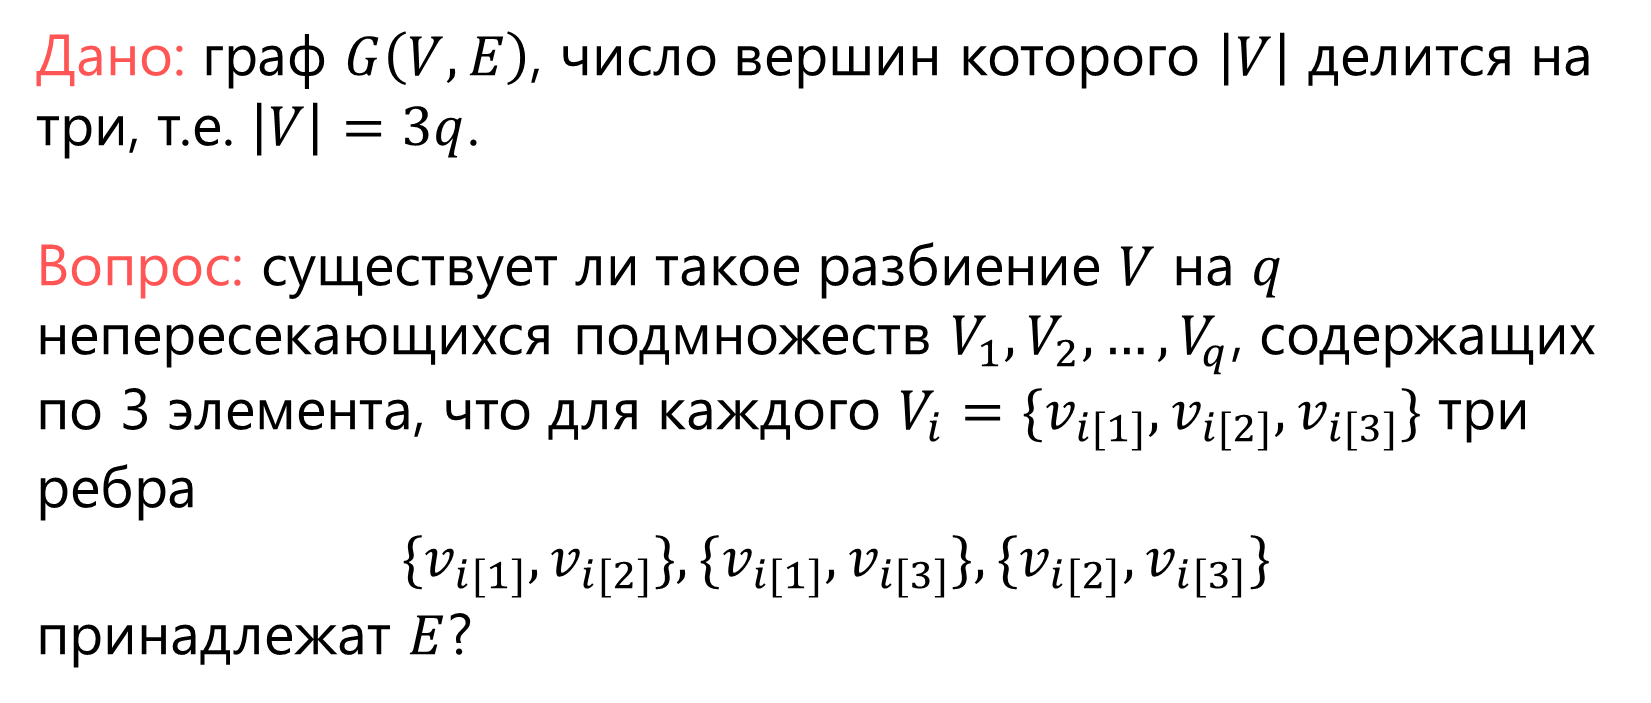 Дано: граф G(V, E), число вершин которого |V| делится на
три, т.е. |V| = 3q.
Вопрос: существует ли такое разбиение V на q
непересекающихся подмножеств V₁, V₂, … , V_q, содержащих
по 3 элемента, что для каждого V_i = {v_{i[1]}, v_{i[2]}, v_{i[3]}} три
ребра
{v_{i[1]}, v_{i[2]}}, {v_{i[1]}, v_{i[3]}}, {v_{i[2]}, v_{i[3]}}
принадлежат E?